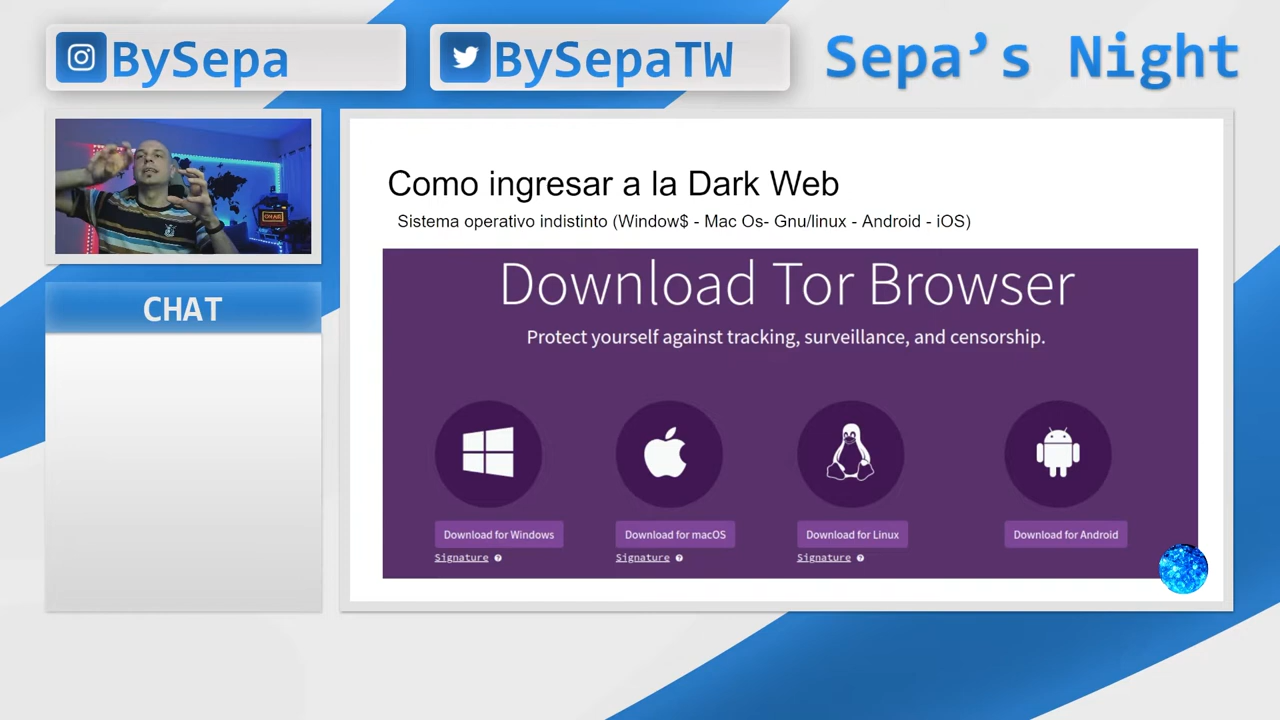 BySepa
BySepaTW
Sepa's Night
CHAT
Como ingresar a la Dark Web
Sistema operativo indistinto (Window$ - Mac Os- Gnu/linux - Android - iOS)
Download Tor Browser
Protect yourself against tracking, surveillance, and censorship.
Download for Windows
Download for macOS
Download for Linux
Download for Android
Signature ?
Signature ?
Signature ?